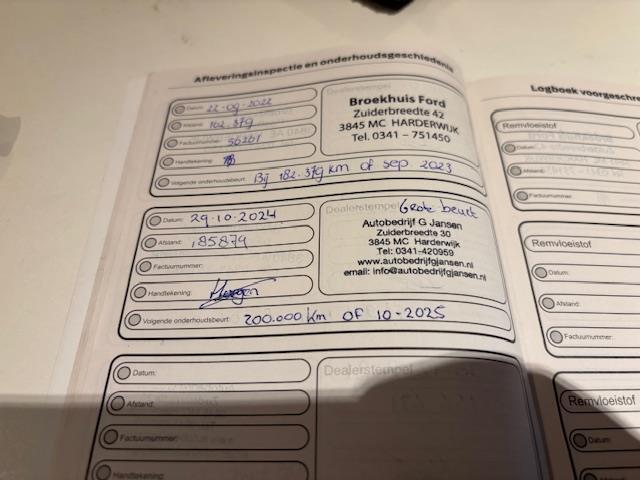 Afleveringsinspectie en onderhoudsgeschiedenis
Datum: 22-09-2022
Afstand: 162.379
Factuurnummer: 56261
Handtekening:
Volgende onderhoudsbeurt: Bij 182.379 km of sep 2023
Dealerstempel
Broekhuis Ford
Zuiderbreedte 42
3845 MC HARDERWIJK
Tel. 0341 - 751450
Datum: 29-10-2024
Afstand: 185879
Factuurnummer:
Handtekening:
Volgende onderhoudsbeurt: 200.000 km of 10-2025
Dealerstempel Grote beurt
Autobedrijf G Jansen
Zuiderbreedte 30
3845 MC Harderwijk
Tel: 0341-420959
www.autobedrijfgjansen.nl
email: info@autobedrijfgjansen.nl
Datum:
Afstand:
Factuurnummer:
Handtekening:
Dealerstempel
Logboek
Remvloeistof
Datum:
Afstand:
Factuurnummer:
Remvloeistof
Datum:
Afstand:
Factuurnummer:
Remvloeistof
Datum: